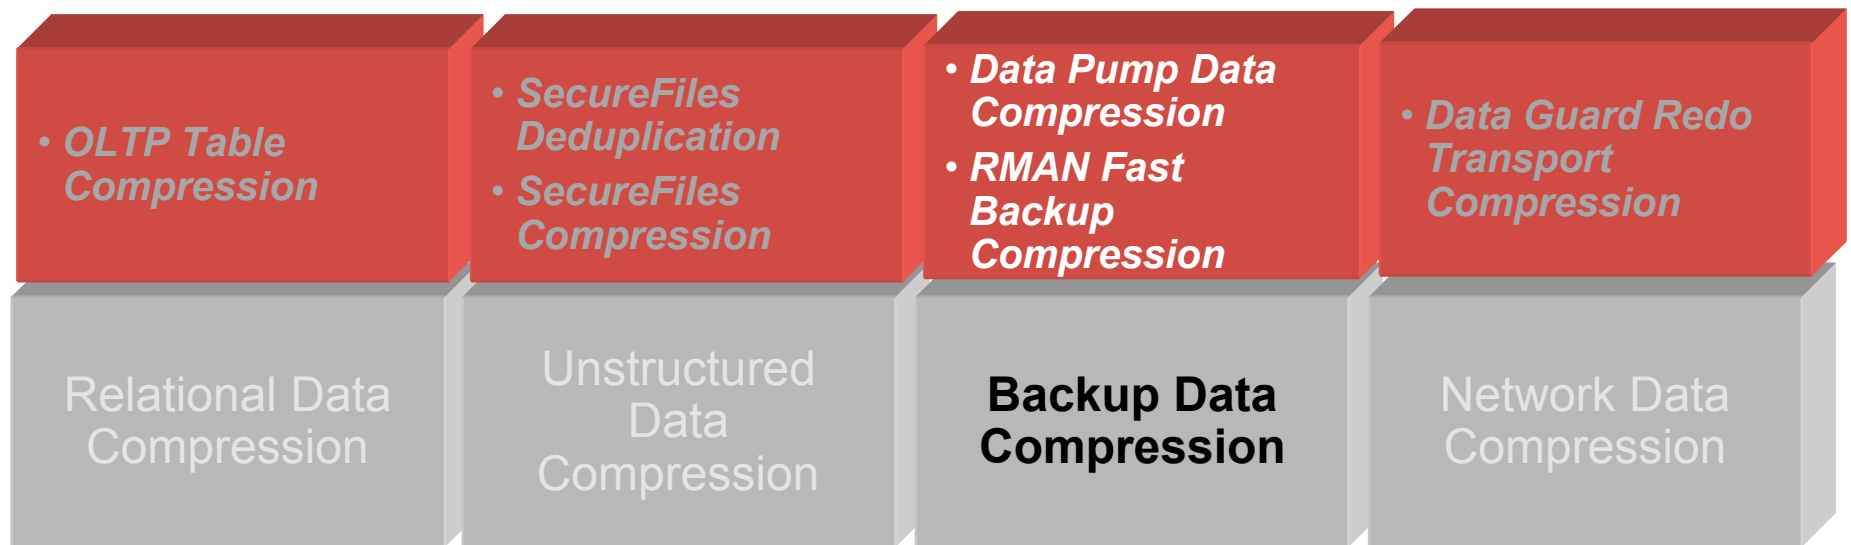 • OLTP Table
Compression
• SecureFiles
Deduplication
• SecureFiles
Compression
• Data Pump Data
Compression
• RMAN Fast
Backup
Compression
• Data Guard Redo
Transport
Compression
Relational Data
Compression
Unstructured
Data
Compression
Backup Data
Compression
Network Data
Compression